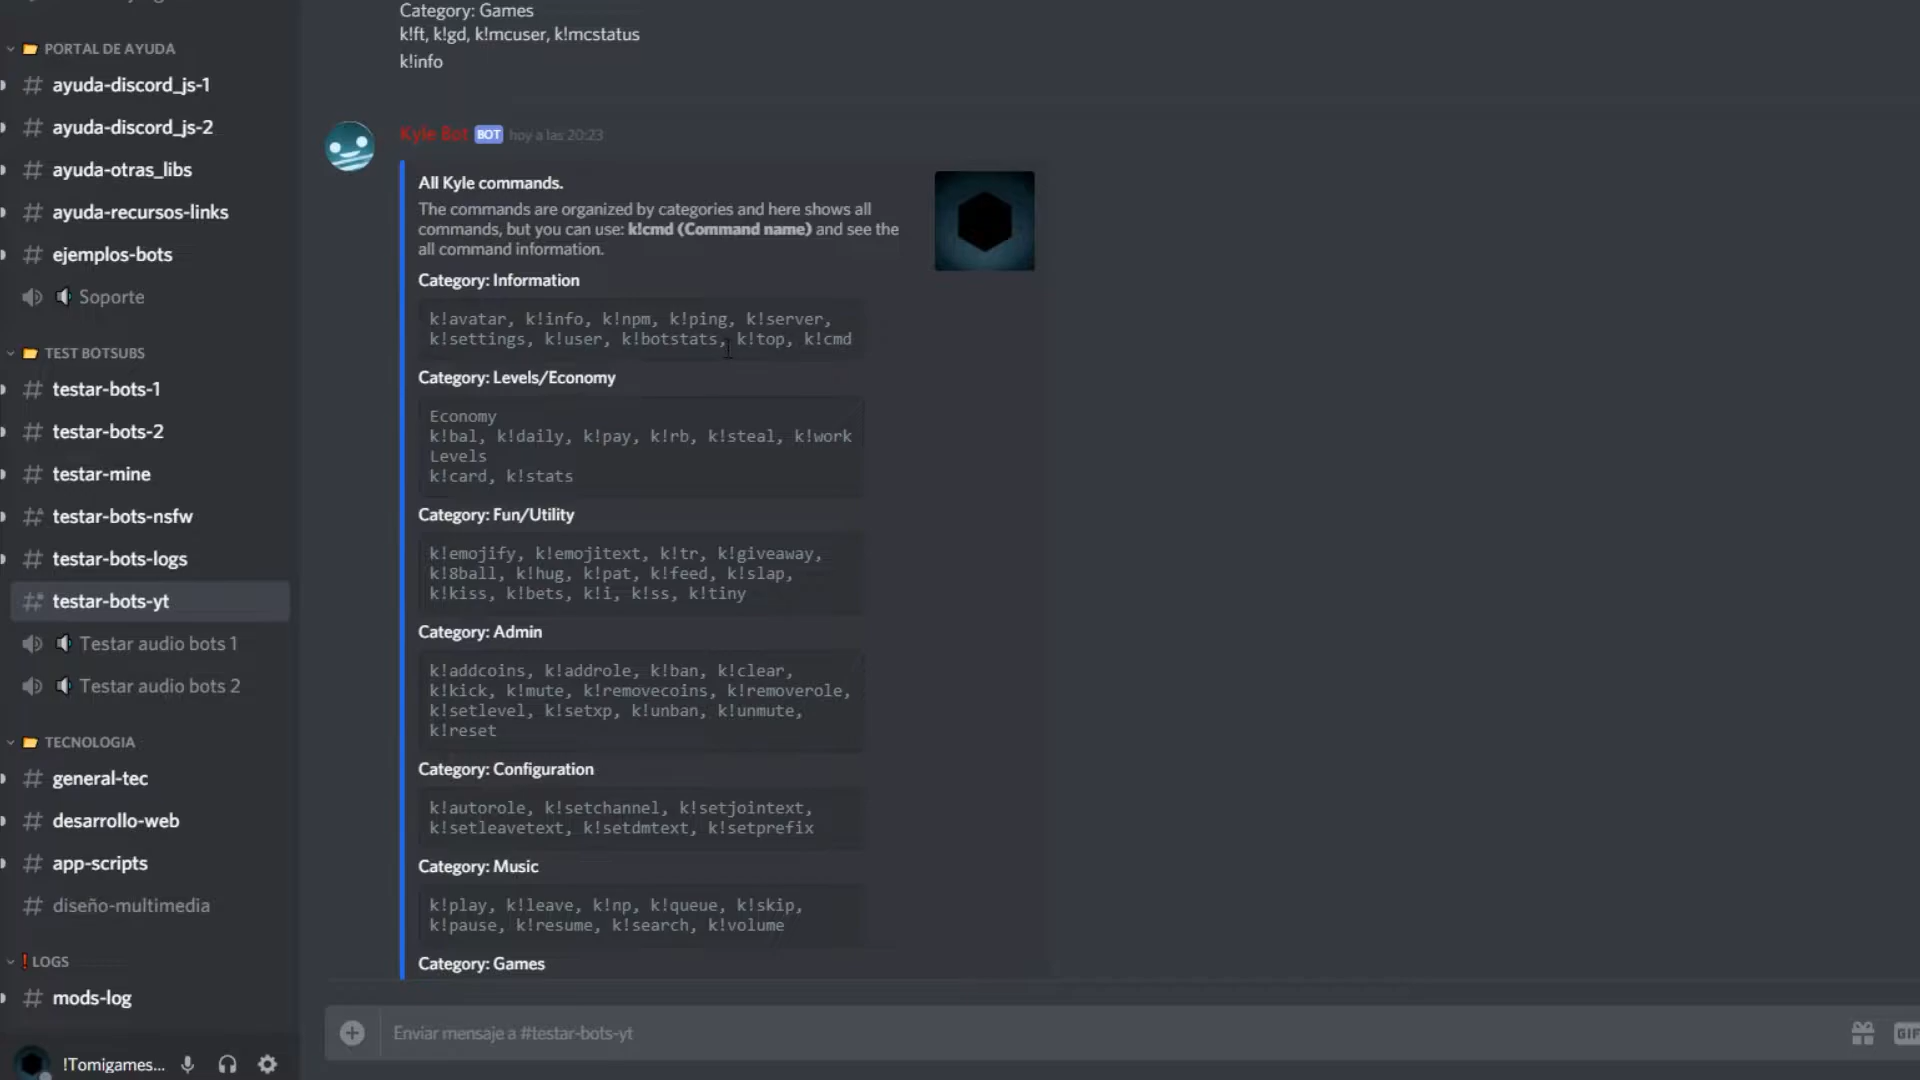 PORTAL DE AYUDA
ayuda-discord_js-1
ayuda-discord_js-2
ayuda-otras_libs
ayuda-recursos-links
ejemplos-bots
Soporte
TEST BOTSUBS
testar-bots-1
testar-bots-2
testar-mine
testar-bots-nsfw
testar-bots-logs
testar-bots-yt
Testar audio bots 1
Testar audio bots 2
TECNOLOGIA
general-tec
desarrollo-web
app-scripts
diseño-multimedia
LOGS
mods-log
!Tomigames...
Category: Games
k!ft, k!gd, k!mcuser, k!mcstatus
k!info
Kyle Bot BOT hoy a las 20:23
All Kyle commands.
The commands are organized by categories and here shows all
commands, but you can use: k!cmd (Command name) and see the
all command information.
Category: Information
k!avatar, k!info, k!npm, k!ping, k!server,
k!settings, k!user, k!botstats, k!top, k!cmd
Category: Levels/Economy
Economy
k!bal, k!daily, k!pay, k!rb, k!steal, k!work
Levels
k!card, k!stats
Category: Fun/Utility
k!emojify, k!emojitext, k!tr, k!giveaway,
k!8ball, k!hug, k!pat, k!feed, k!slap,
k!kiss, k!bets, k!i, k!ss, k!tiny
Category: Admin
k!addcoins, k!addrole, k!ban, k!clear,
k!kick, k!mute, k!removecoins, k!removerole,
k!setlevel, k!setxp, k!unban, k!unmute,
k!reset
Category: Configuration
k!autorole, k!setchannel, k!setjointext,
k!setleavetext, k!setdmtext, k!setprefix
Category: Music
k!play, k!leave, k!np, k!queue, k!skip,
k!pause, k!resume, k!search, k!volume
Category: Games
Enviar mensaje a #testar-bots-yt
GIF